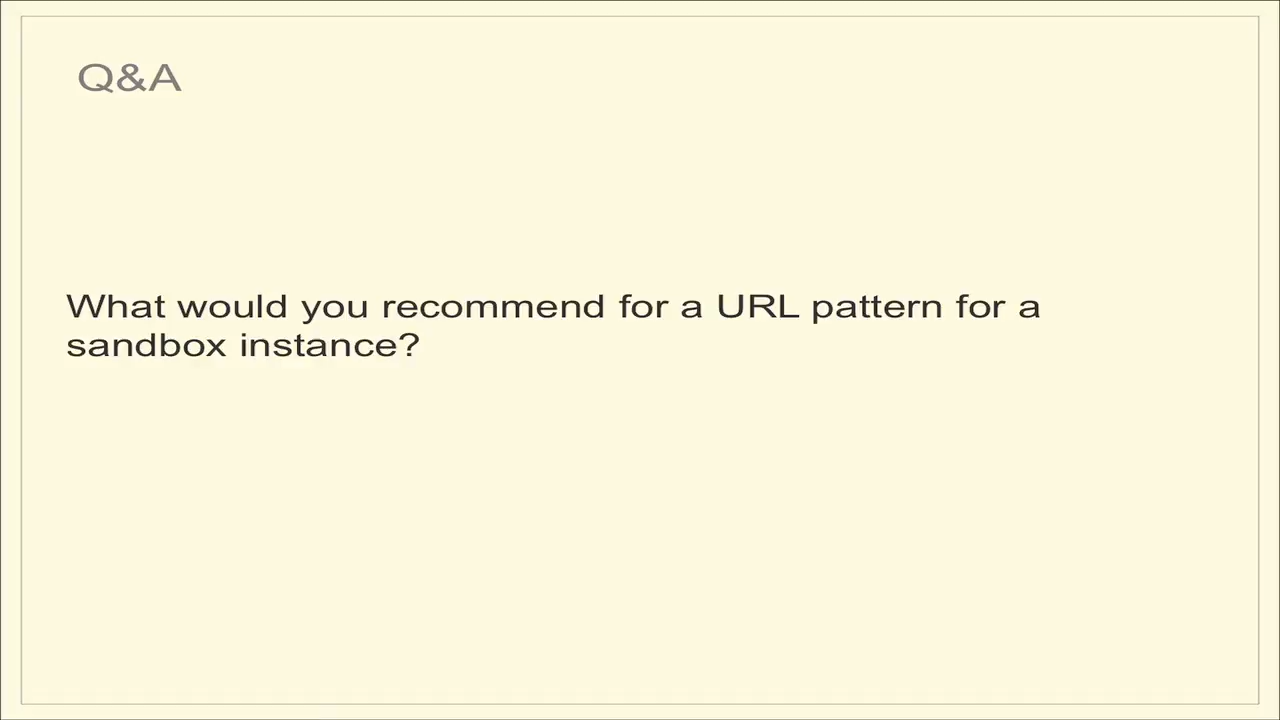 Q&A
What would you recommend for a URL pattern for a
sandbox instance?